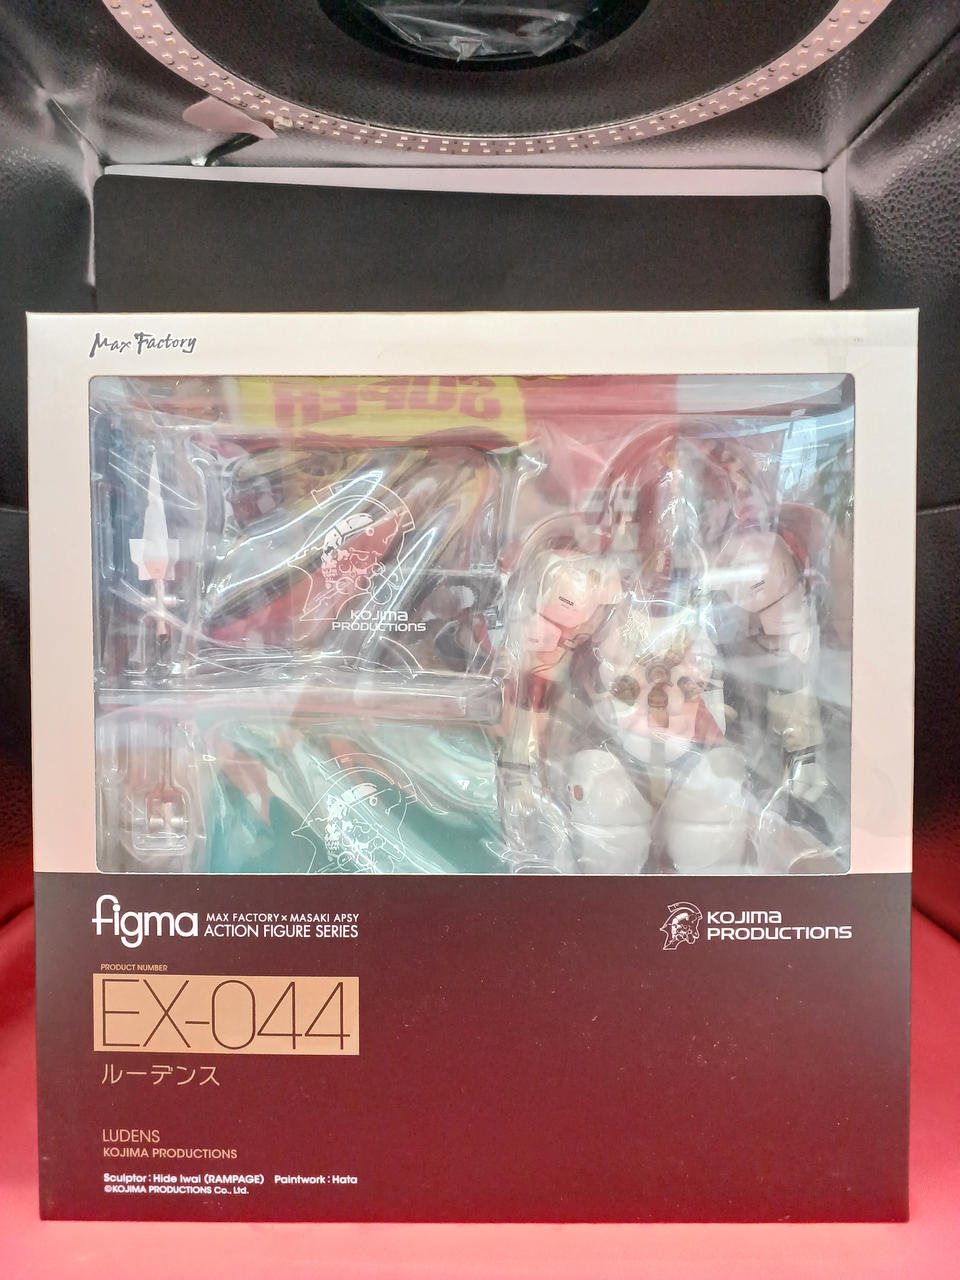 Max Factory
SUPER
KOJIMA
PRODUCTIONS
figma
MAX FACTORY × MASAKI APSY
ACTION FIGURE SERIES
KOJIMA
PRODUCTIONS
PRODUCT NUMBER
EX-044
ルーデンス
LUDENS
KOJIMA PRODUCTIONS
Sculptor：Hide Iwai (RAMPAGE) Paintwork：Hata
©KOJIMA PRODUCTIONS Co., Ltd.